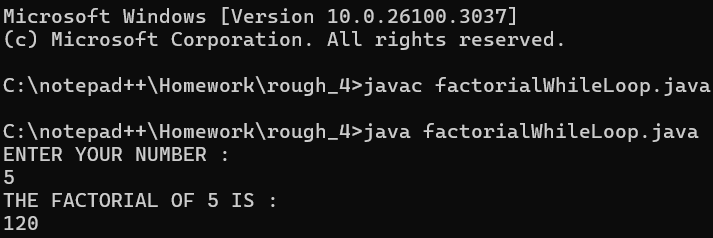 Microsoft Windows [Version 10.0.26100.3037]
(c) Microsoft Corporation. All rights reserved.
C:\notepad++\Homework\rough_4>javac factorialWhileLoop.java
C:\notepad++\Homework\rough_4>java factorialWhileLoop.java
ENTER YOUR NUMBER :
5
THE FACTORIAL OF 5 IS :
120